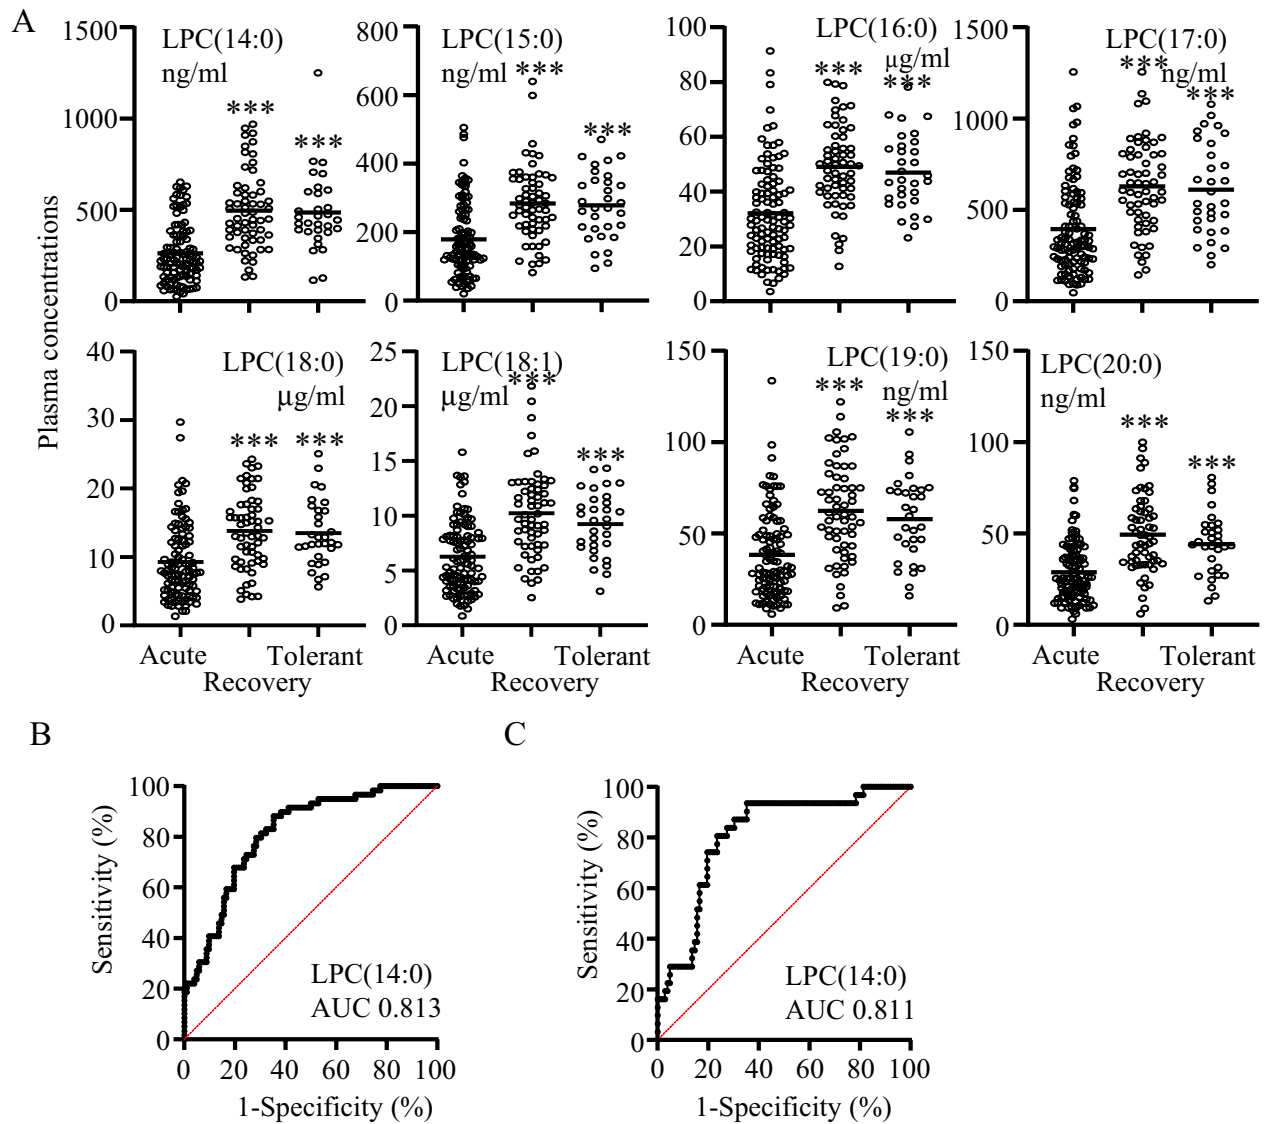 A
Plasma concentrations
1500
1000
500
0
LPC(14:0)
ng/ml
***
***
800
600
400
200
0
LPC(15:0)
ng/ml
***
***
100
80
60
40
20
0
LPC(16:0)
µg/ml
***
***
1500
1000
500
0
LPC(17:0)
ng/ml
***
***
40
30
20
10
0
LPC(18:0)
µg/ml
***
***
Acute
Tolerant
Recovery
25
20
15
10
5
0
LPC(18:1)
µg/ml
***
***
Acute
Tolerant
Recovery
150
100
50
0
LPC(19:0)
ng/ml
***
***
Acute
Tolerant
Recovery
150
100
50
0
LPC(20:0)
ng/ml
***
***
Acute
Tolerant
Recovery
B
Sensitivity (%)
100
80
60
40
20
0
LPC(14:0)
AUC 0.813
0 20 40 60 80 100
1-Specificity (%)
C
Sensitivity (%)
100
80
60
40
20
0
LPC(14:0)
AUC 0.811
0 20 40 60 80 100
1-Specificity (%)